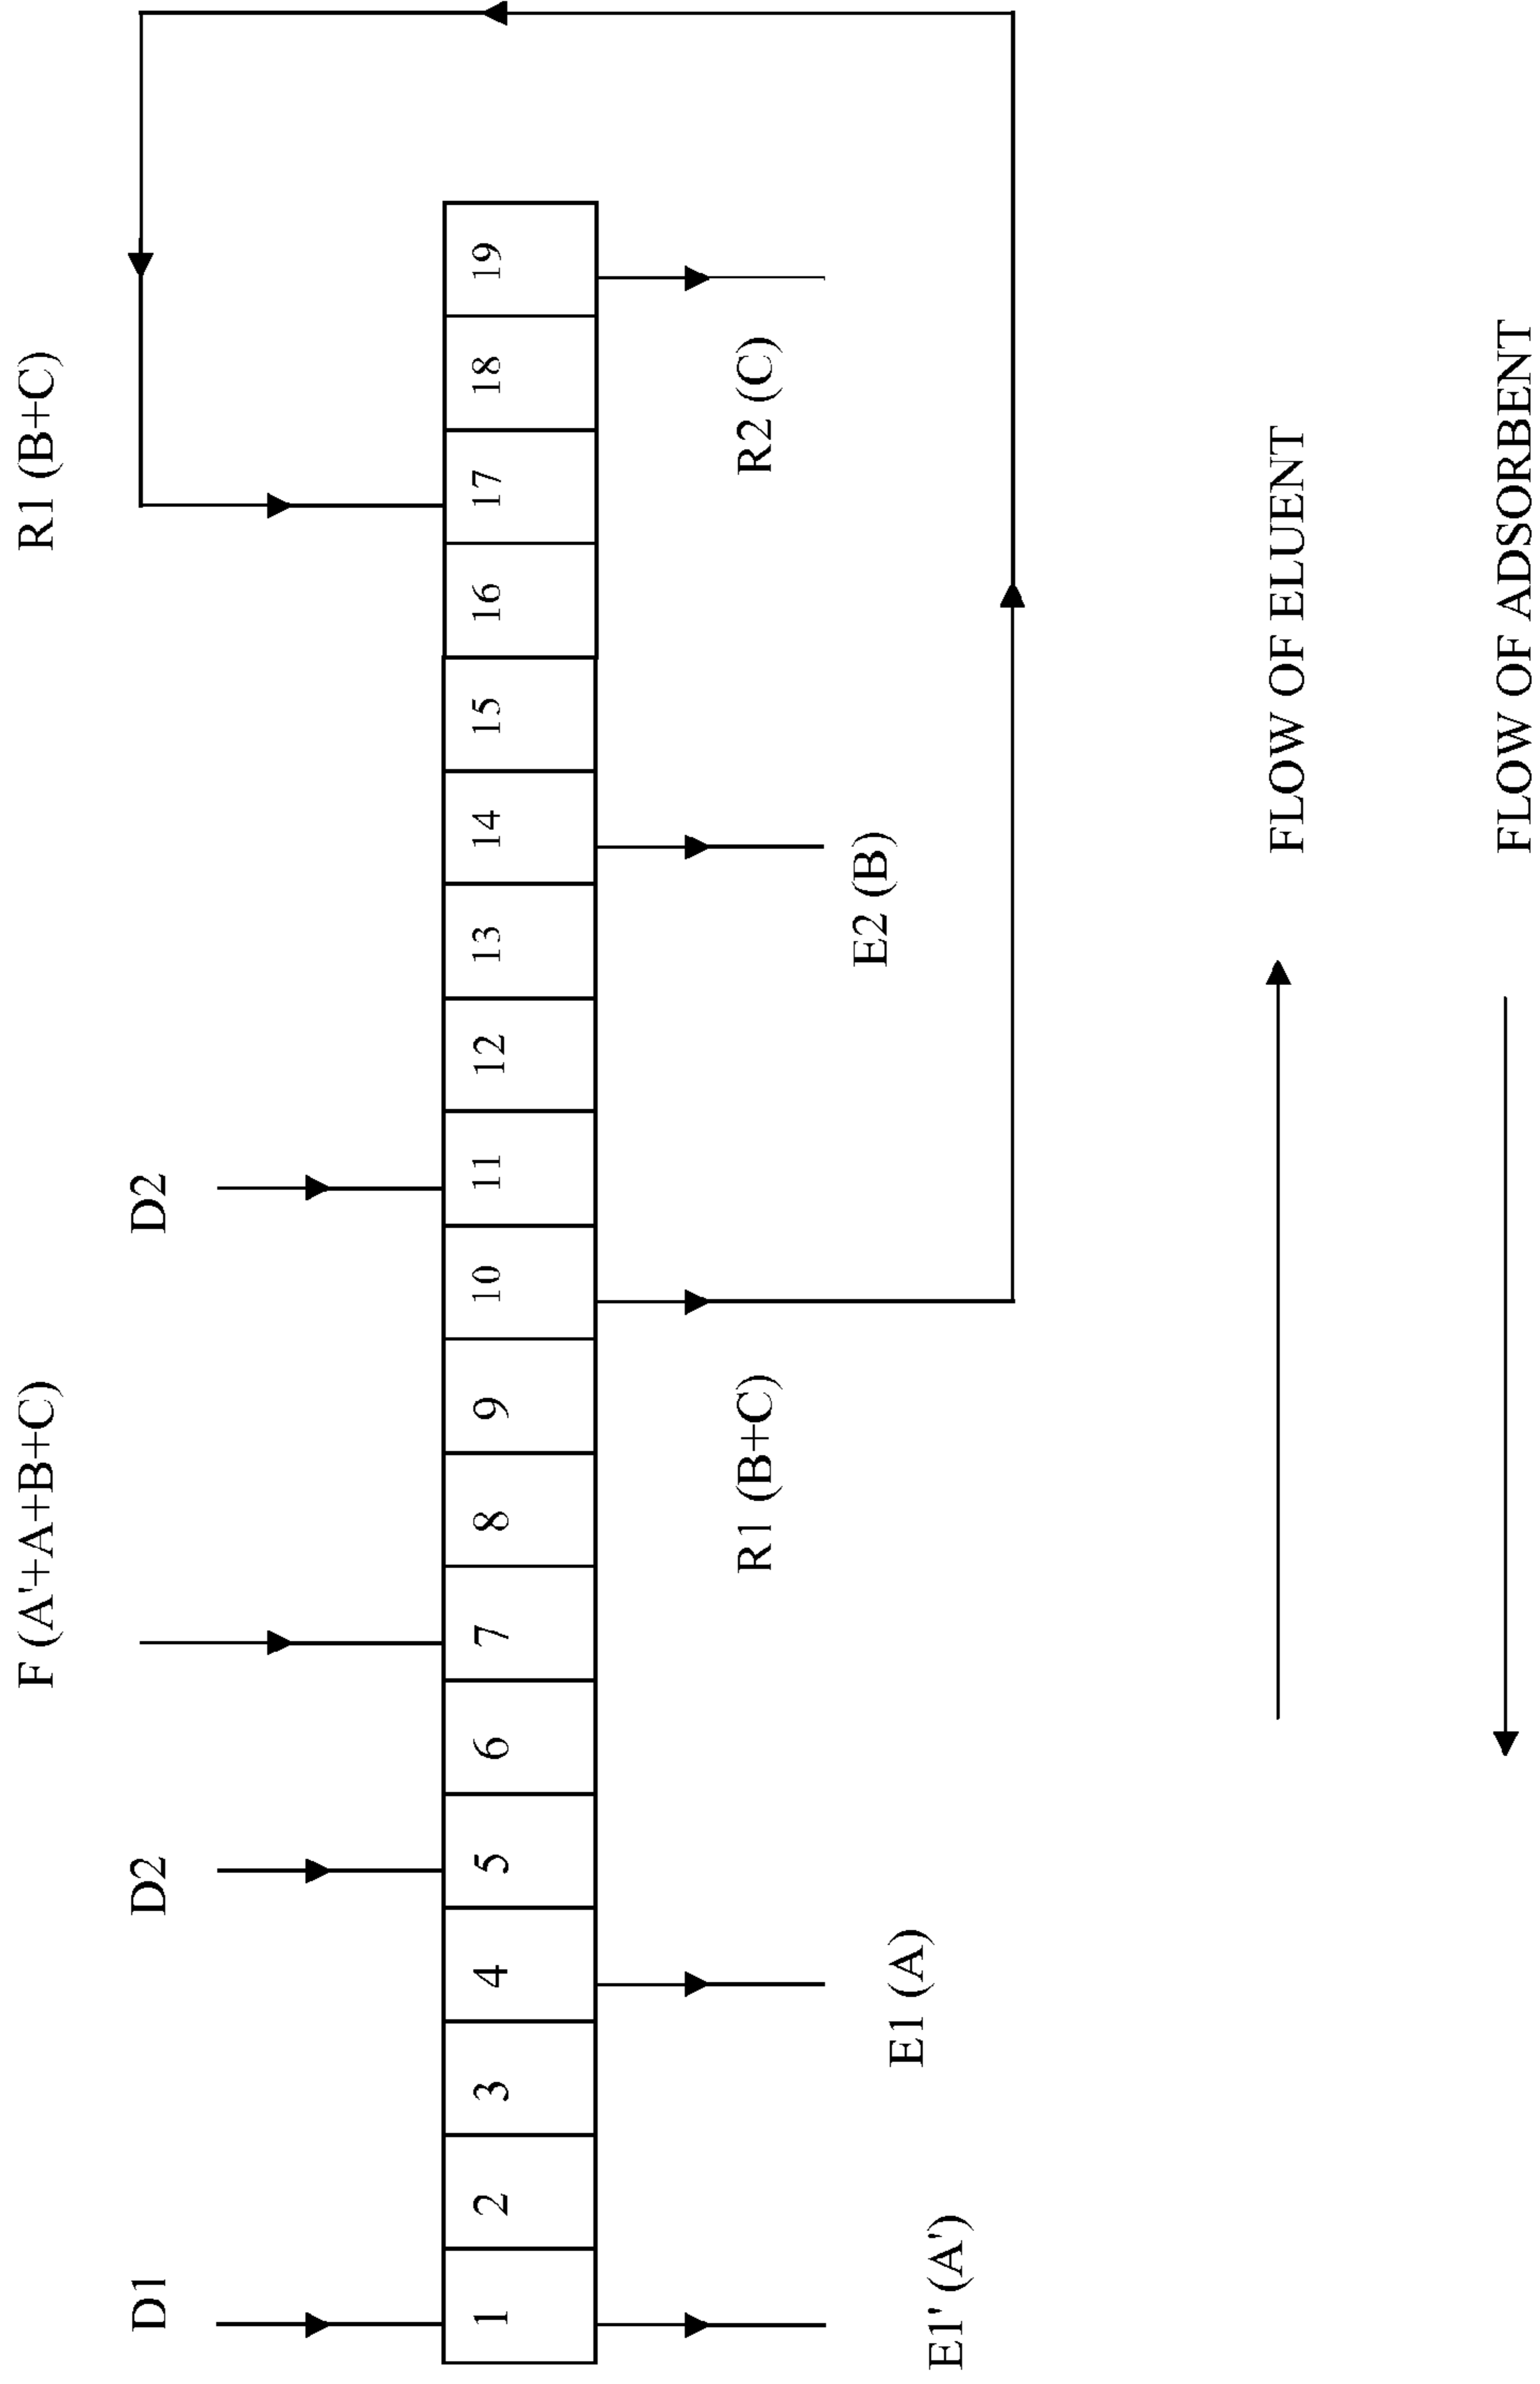 F (A'+A+B+C)
R1 (B+C)
D1
D2
D2
1
2
3
4
5
6
7
8
9
10
11
12
13
14
15
16
17
18
19
R1 (B+C)
R2 (C)
E2 (B)
E1 (A)
E1' (A')
FLOW OF ELUENT
FLOW OF ADSORBENT